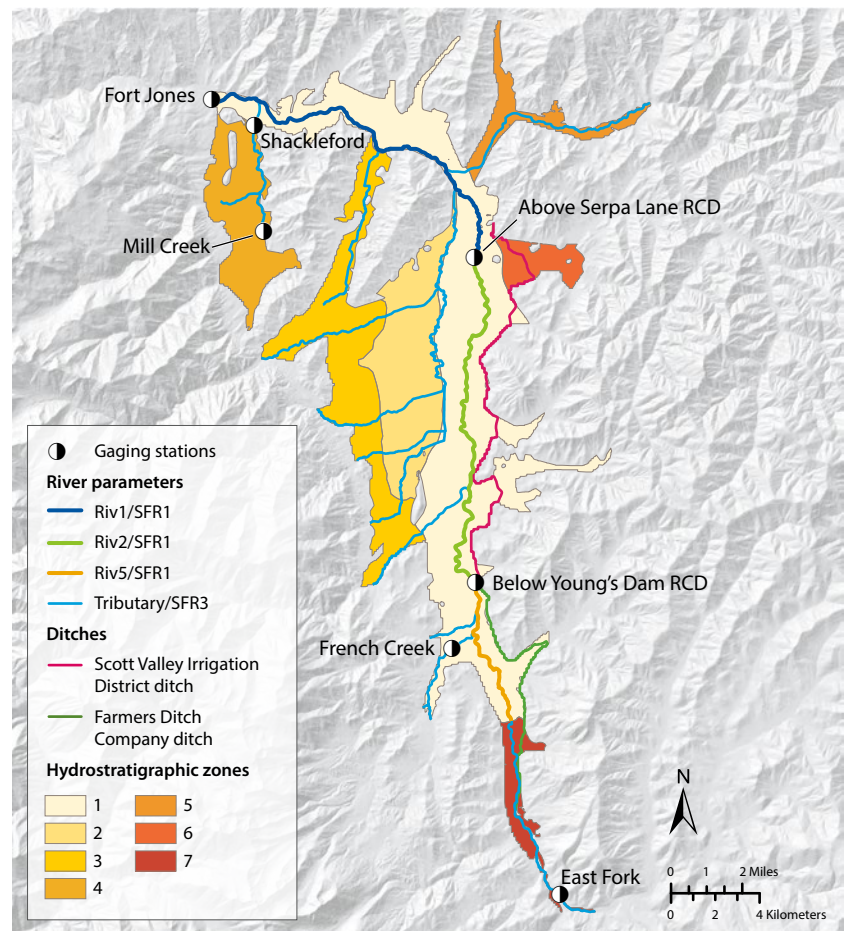 Fort Jones
Shackleford
Mill Creek
Above Serpa Lane RCD
Below Young's Dam RCD
French Creek
East Fork
Gaging stations
River parameters
Riv1/SFR1
Riv2/SFR1
Riv5/SFR1
Tributary/SFR3
Ditches
Scott Valley Irrigation
District ditch
Farmers Ditch
Company ditch
Hydrostratigraphic zones
1
2
3
4
5
6
7
N
0 1 2 Miles
0 2 4 Kilometers